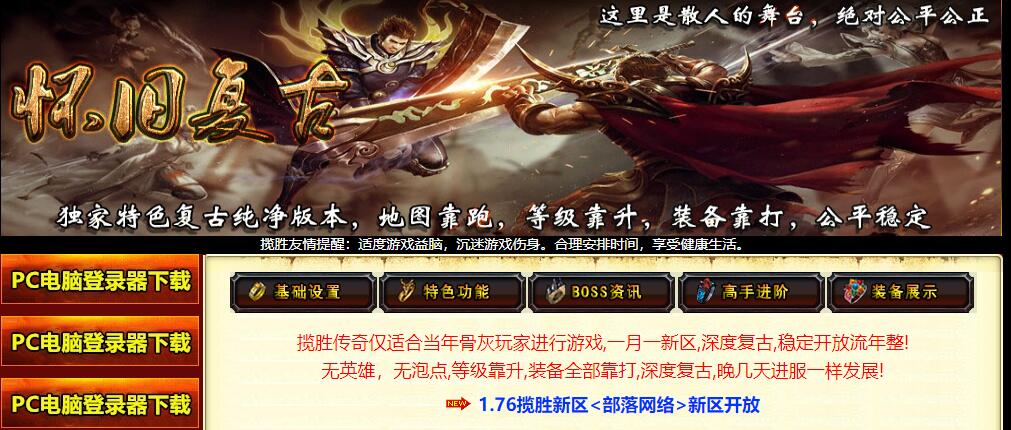 这里是散人的舞台，绝对公平公正
怀旧复古
独家特色复古纯净版本，地图靠跑，等级靠升，装备靠打，公平稳定
揽胜友情提醒：适度游戏益脑，沉迷游戏伤身。合理安排时间，享受健康生活。
PC电脑登录器下载
PC电脑登录器下载
PC电脑登录器下载
基础设置 特色功能 BOSS资讯 高手进阶 装备展示
揽胜传奇仅适合当年骨灰玩家进行游戏,一月一新区,深度复古,稳定开放流年整!
无英雄，无泡点,等级靠升,装备全部靠打,深度复古,晚几天进服一样发展!
NEW 1.76揽胜新区<部落网络>新区开放